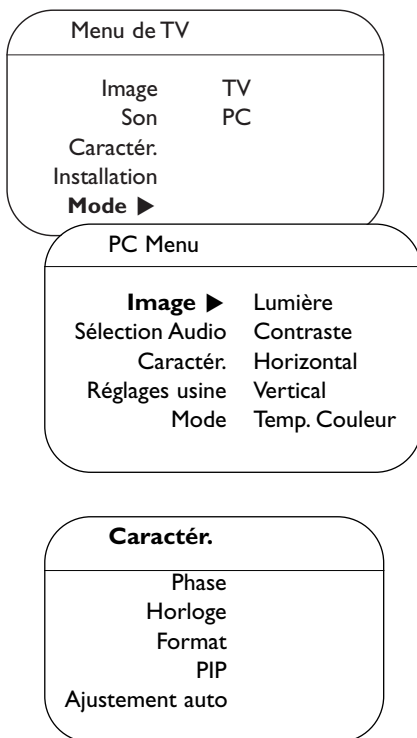 Menu de TV
Image TV
Son PC
Caractér.
Installation
Mode ▶
PC Menu
Image ▶ Lumière
Sélection Audio Contraste
Caractér. Horizontal
Réglages usine Vertical
Mode Temp. Couleur
Caractér.
Phase
Horloge
Format
PIP
Ajustement auto